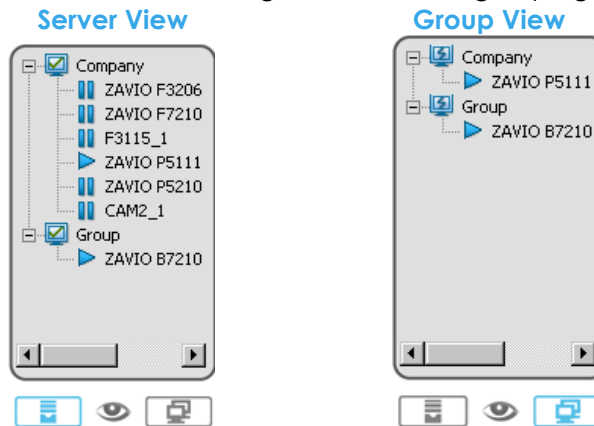 Server View
Company
ZAVIO F3206
ZAVIO F7210
F3115_1
ZAVIO P5111
ZAVIO P5210
CAM2_1
Group
ZAVIO B7210
Group View
Company
ZAVIO P5111
Group
ZAVIO B7210